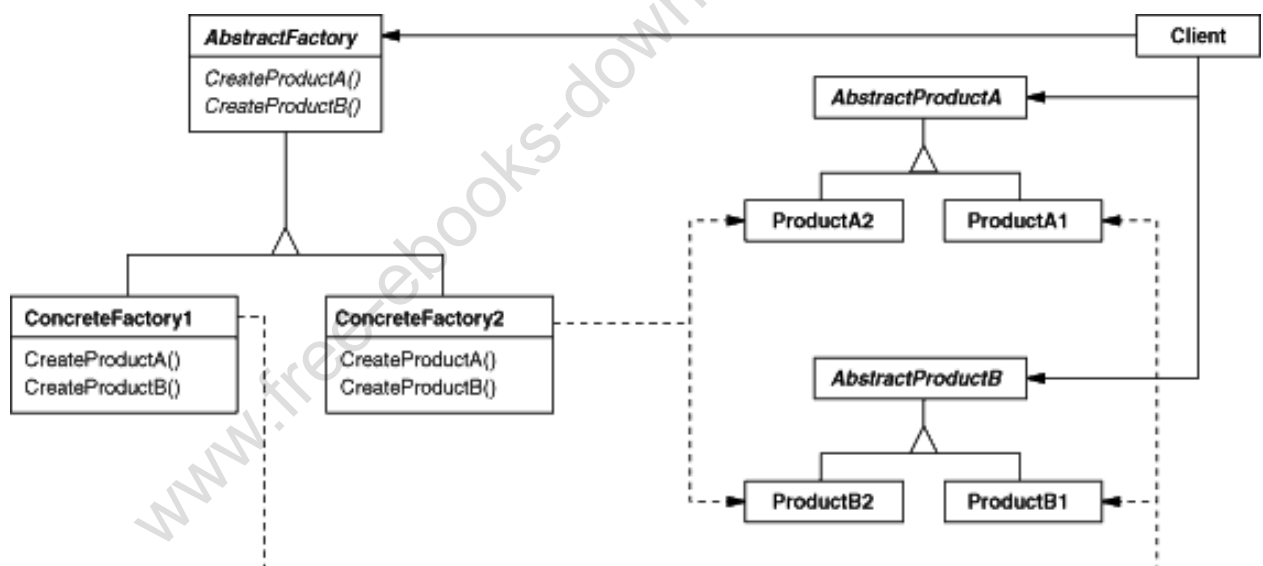 AbstractFactory
CreateProductA()
CreateProductB()
Client
AbstractProductA
ProductA2
ProductA1
ConcreteFactory1
CreateProductA()
CreateProductB()
ConcreteFactory2
CreateProductA()
CreateProductB()
AbstractProductB
ProductB2
ProductB1
www.free-ebooks-down